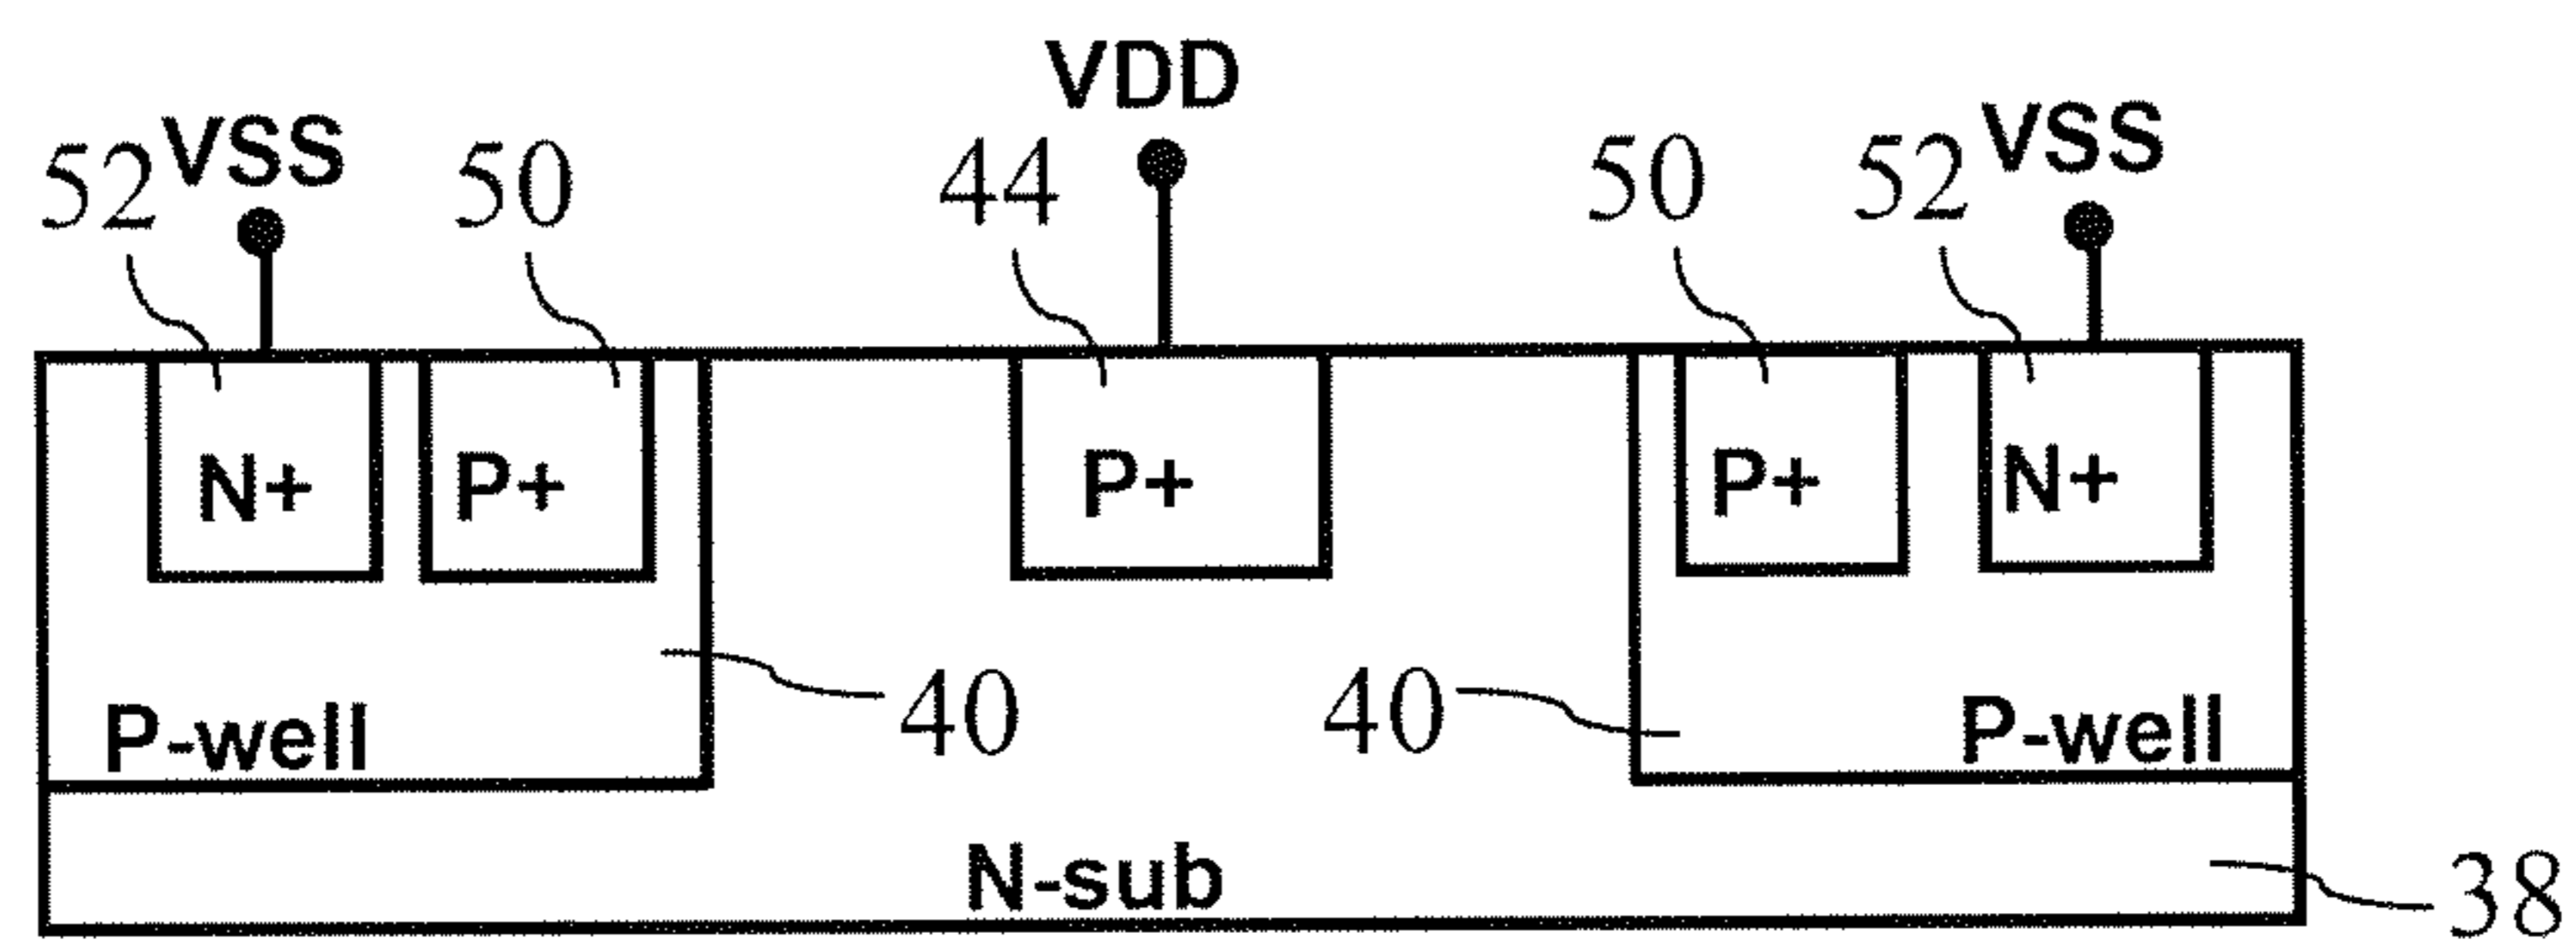 VDD
52 VSS 50 44 50 52 VSS
N+ P+ P+ P+ N+
P-well 40 40 P-well
N-sub 38